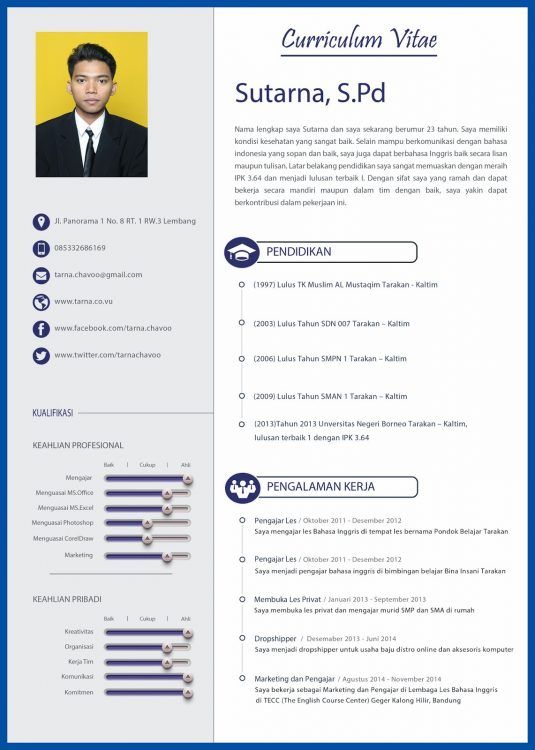 Curriculum Vitae
Sutarna, S.Pd
Nama lengkap saya Sutarna dan saya sekarang berumur 23 tahun. Saya memiliki
kondisi kesehatan yang sangat baik. Selain mampu berkomunikasi dengan bahasa
indonesia yang sopan dan baik, saya juga dapat berbahasa Inggris baik secara lisan
maupun tulisan. Latar belakang pendidikan saya sangat memuaskan dengan meraih
IPK 3.64 dan menjadi lulusan terbaik I. Dengan sifat saya yang ramah dan dapat
bekerja secara mandiri maupun dalam tim dengan baik, saya yakin dapat
berkontribusi dalam pekerjaan ini.
Jl. Panorama 1 No. 8 RT. 1 RW.3 Lembang
085332686169
tarna.chavoo@gmail.com
www.tarna.co.vu
www.facebook.com/tarna.chavoo
www.twitter.com/tarnachavoo
KUALIFIKASI
KEAHLIAN PROFESIONAL
Baik | Cukup | Ahli
Mengajar
Menguasai MS.Office
Menguasai MS.Excel
Menguasai Photoshop
Menguasai CorelDraw
Marketing
KEAHLIAN PRIBADI
Baik | Cukup | Ahli
Kreativitas
Organisasi
Kerja Tim
Komunikasi
Komitmen
PENDIDIKAN
(1997) Lulus TK Muslim AL Mustaqim Tarakan - Kaltim
(2003) Lulus Tahun SDN 007 Tarakan – Kaltim
(2006) Lulus Tahun SMPN 1 Tarakan – Kaltim
(2009) Lulus Tahun SMAN 1 Tarakan – Kaltim
(2013)Tahun 2013 Unversitas Negeri Borneo Tarakan – Kaltim,
lulusan terbaik 1 dengan IPK 3.64
PENGALAMAN KERJA
Pengajar Les / Oktober 2011 - Desember 2012
Saya mengajar les Bahasa Inggris di tempat les bernama Pondok Belajar Tarakan
Pengajar Les / Oktober 2011 - Desember 2012
Saya menjadi pengajar bahasa inggris di bimbingan belajar Bina Insani Tarakan
Membuka Les Privat / Januari 2013 - September 2013
Saya membuka les privat dan mengajar murid SMP dan SMA di rumah
Dropshipper / Desemaber 2013 - Juni 2014
Saya menjadi dropshipper untuk usaha baju distro online dan aksesoris komputer
Marketing dan Pengajar / Agustus 2014 - November 2014
Saya bekerja sebagai Marketing dan Pengajar di Lembaga Les Bahasa Inggris
di TECC (The English Course Center) Geger Kalong Hilir, Bandung